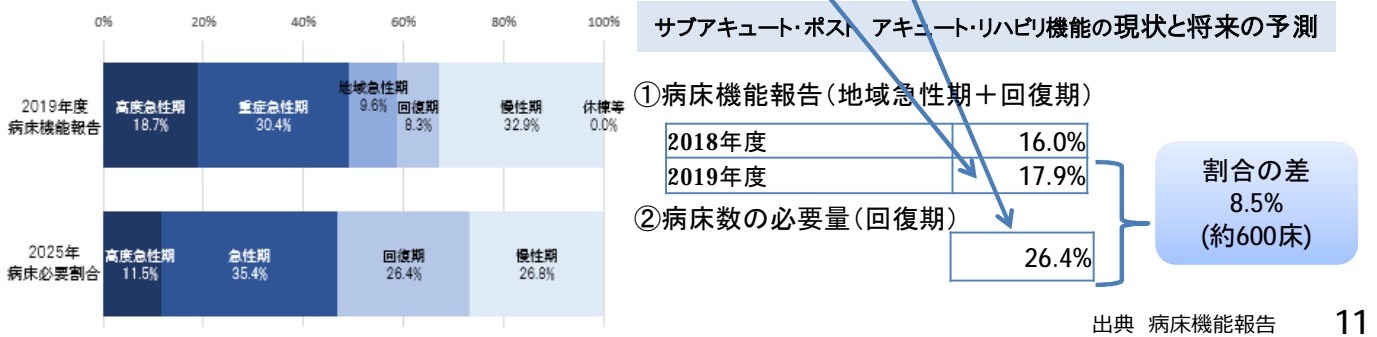 0% 20% 40% 60% 80% 100%
2019年度
病床機能報告
高度急性期
18.7%
重症急性期
30.4%
地域急性期
9.6%
回復期
8.3%
慢性期
32.9%
休棟等
0.0%
2025年
病床必要割合
高度急性期
11.5%
急性期
35.4%
回復期
26.4%
慢性期
26.8%
サブアキュート・ポスト アキュート・リハビリ機能の現状と将来の予測
①病床機能報告(地域急性期+回復期)
2018年度 16.0%
2019年度 17.9%
②病床数の必要量(回復期)
26.4%
割合の差
8.5%
(約600床)
出典 病床機能報告 11